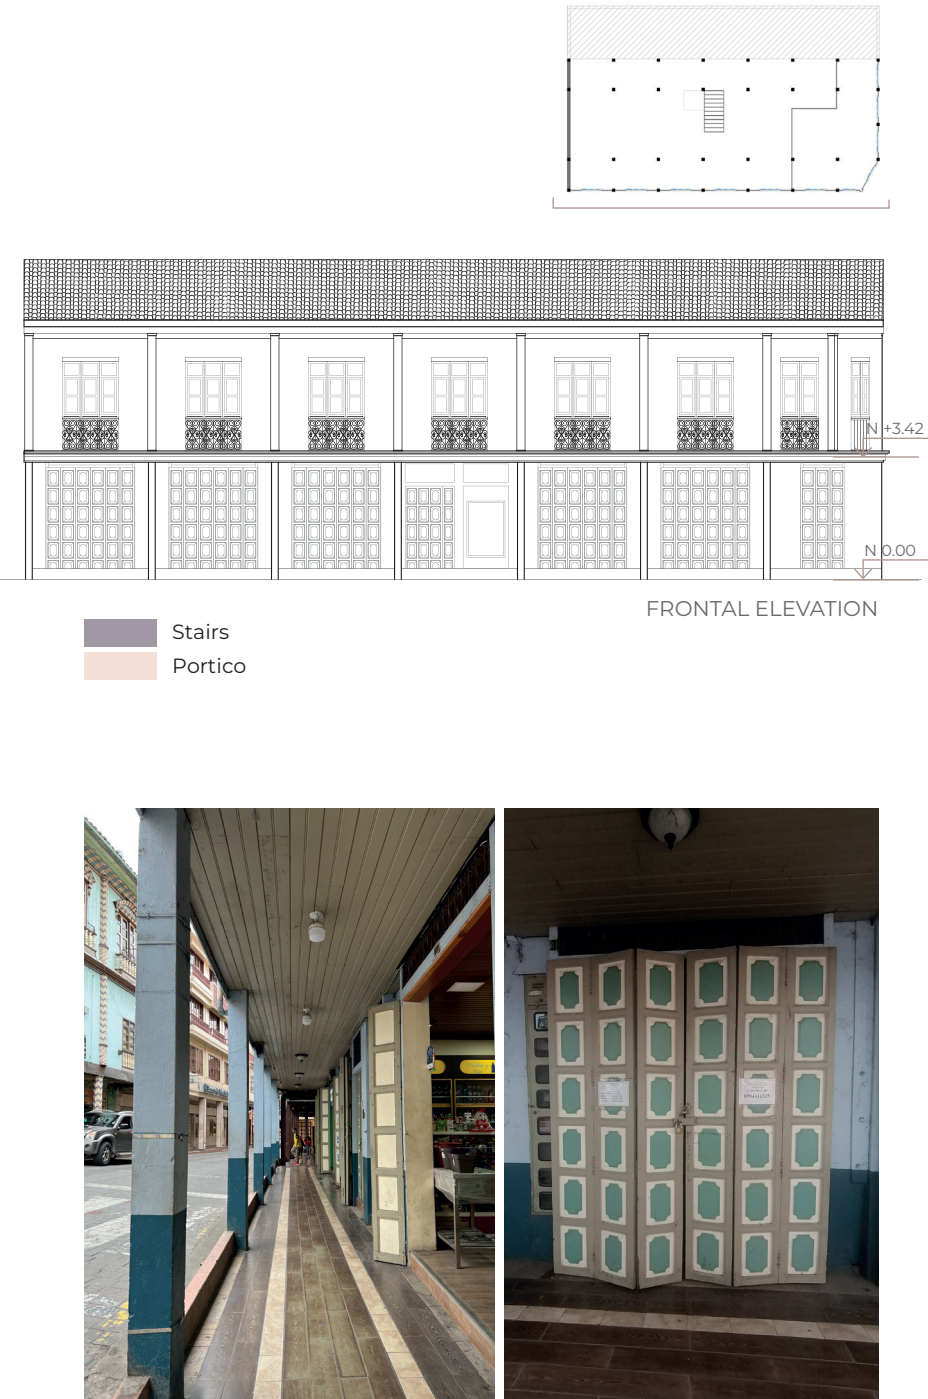 N +3.42
N 0.00
FRONTAL ELEVATION
Stairs
Portico